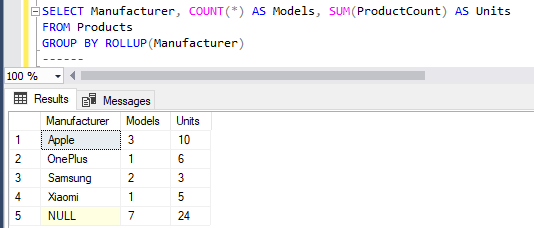 SELECT Manufacturer, COUNT(*) AS Models, SUM(ProductCount) AS Units
FROM Products
GROUP BY ROLLUP(Manufacturer)
------
100 %
Results Messages
Manufacturer Models Units
1 Apple 3 10
2 OnePlus 1 6
3 Samsung 2 3
4 Xiaomi 1 5
5 NULL 7 24